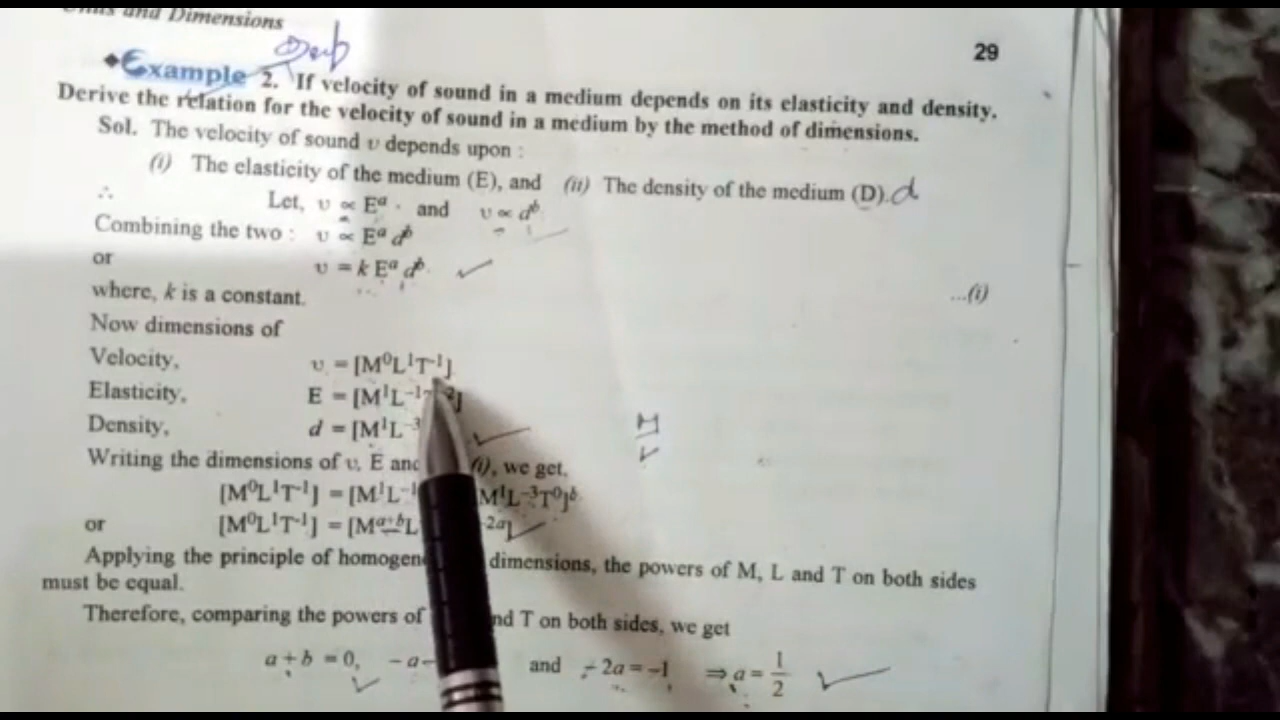 Units and Dimensions
29
Example 2. If velocity of sound in a medium depends on its elasticity and density.
Derive the relation for the velocity of sound in a medium by the method of dimensions.
Sol. The velocity of sound υ depends upon :
(i) The elasticity of the medium (E), and (ii) The density of the medium (D). d
∴ Let, υ ∝ Eᵃ · and υ ∝ dᵇ
Combining the two : υ ∝ Eᵃ dᵇ
or υ = k Eᵃ dᵇ. ...(i)
where, k is a constant.
Now dimensions of
Velocity, υ = [M⁰L¹T⁻¹]
Elasticity, E = [M¹L⁻¹ ]
Density, d = [M¹L⁻³
M
V
Writing the dimensions of υ, E and (i), we get,
[M⁰L¹T⁻¹] = [M¹L⁻¹ M¹L⁻³T⁰]ᵇ
or [M⁰L¹T⁻¹] = [Mᵃ⁺ᵇL ⁻²ᵃ]
Applying the principle of dimensions, the powers of M, L and T on both sides
must be equal.
Therefore, comparing the powers of T on both sides, we get
a + b = 0, – a – and – 2a = –1 ⇒ a = 1/2